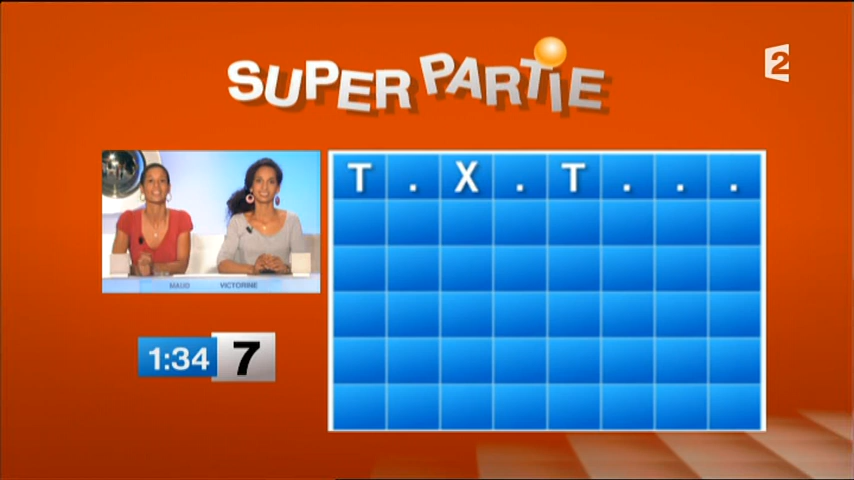 SUPER PARTIE
2
T . X . T . . .
MAUD VICTORINE
1:34 7